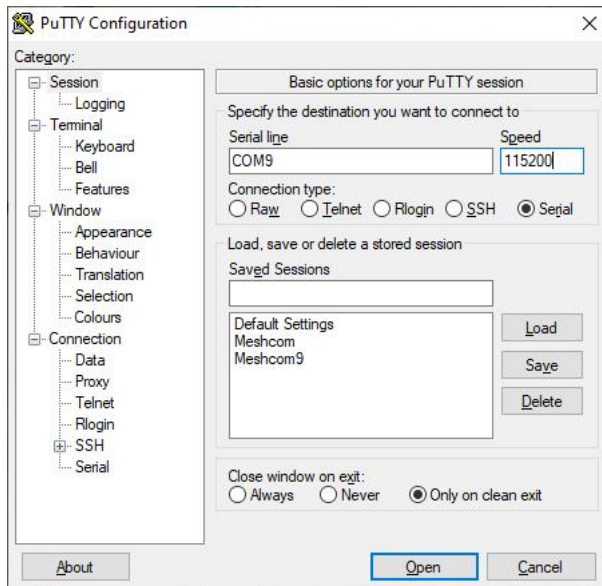 PuTTY Configuration
Category:
Session
Logging
Terminal
Keyboard
Bell
Features
Window
Appearance
Behaviour
Translation
Selection
Colours
Connection
Data
Proxy
Telnet
Rlogin
SSH
Serial
Basic options for your PuTTY session
Specify the destination you want to connect to
Serial line Speed
COM9 115200
Connection type:
Raw Telnet Rlogin SSH Serial
Load, save or delete a stored session
Saved Sessions
Default Settings
Meshcom
Meshcom9
Load
Save
Delete
Close window on exit:
Always Never Only on clean exit
About Open Cancel